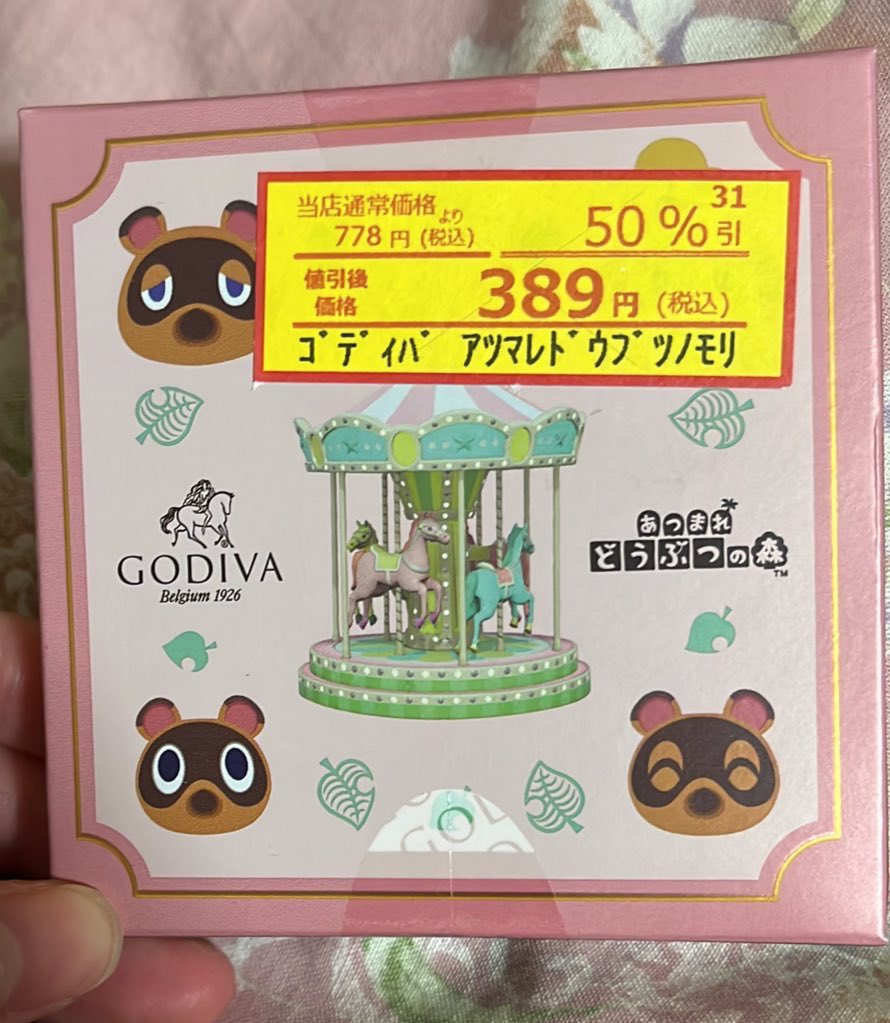 当店通常価格より
778円(税込)
50%引
31
値引後
価格
389円(税込)
ゴディバ アツマレドウブツノモリ
GODIVA
Belgium 1926
あつまれ
どうぶつの森
TM